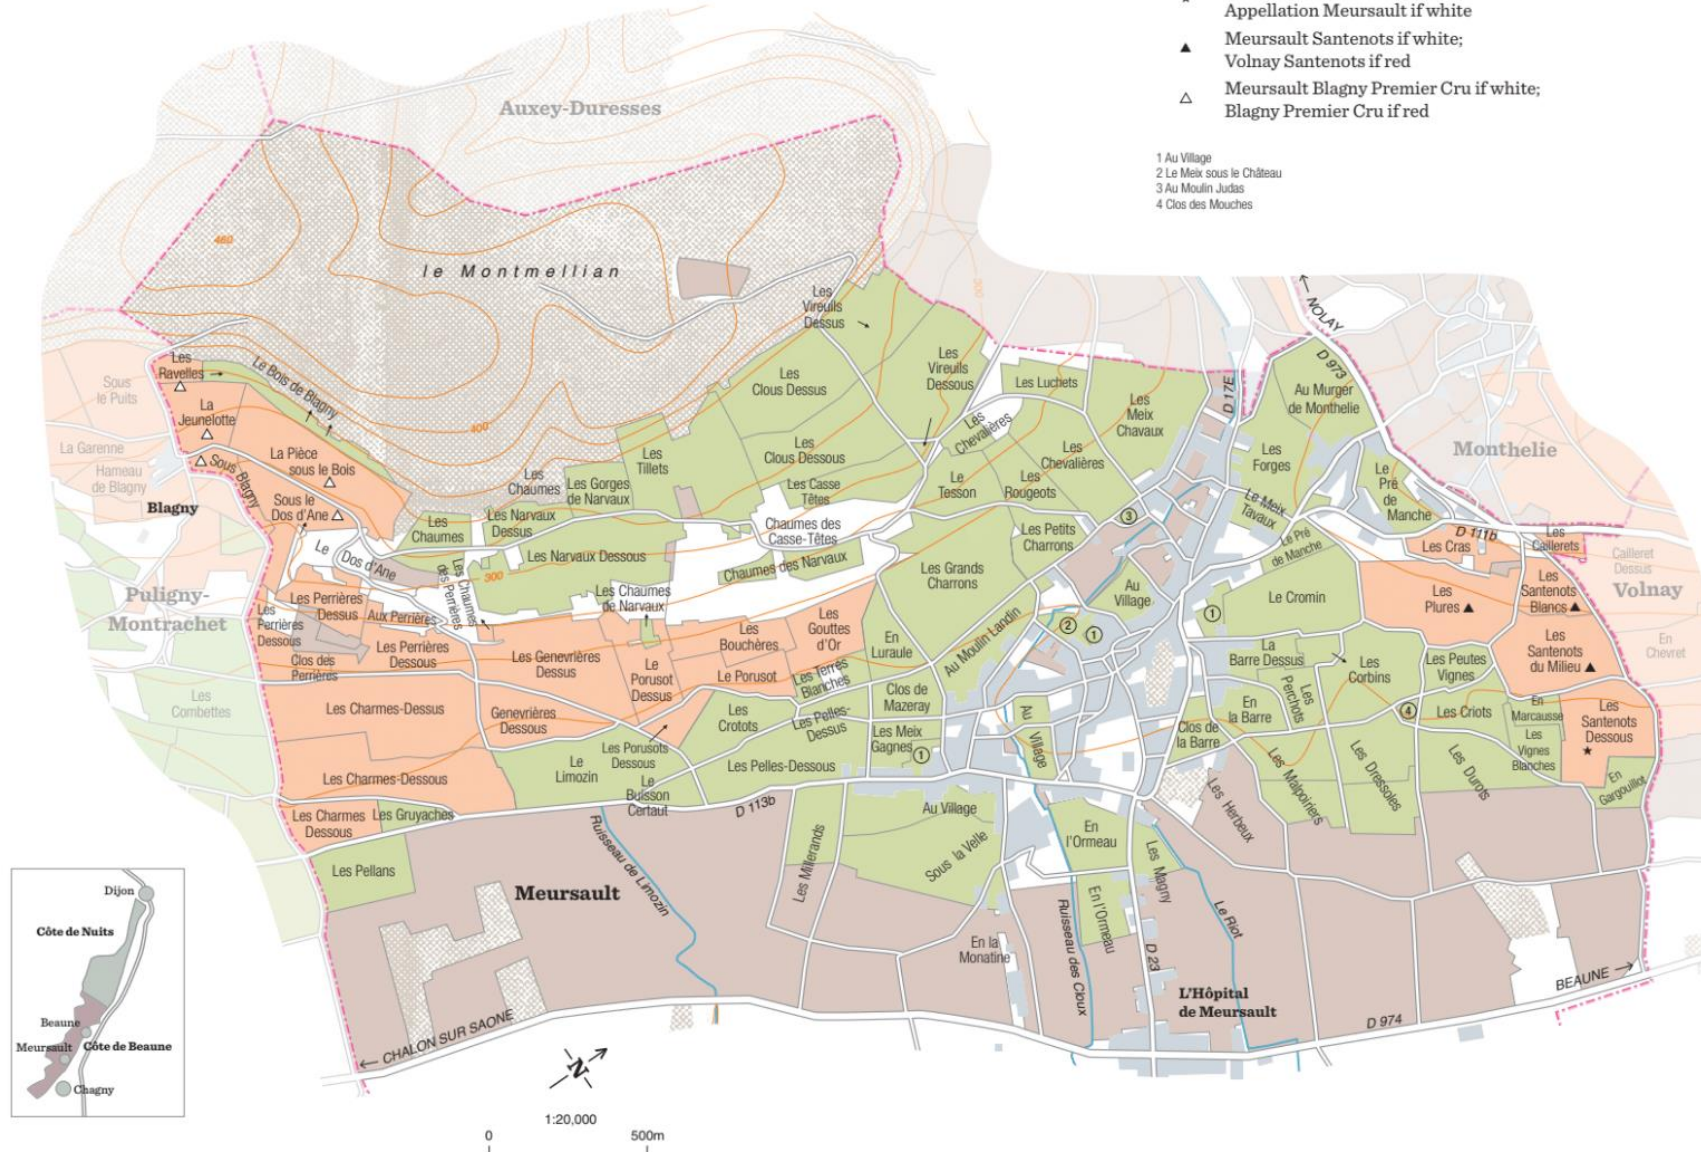 Appellation Meursault if white
Meursault Santenots if white;
Volnay Santenots if red
Meursault Blagny Premier Cru if white;
Blagny Premier Cru if red
1 Au Village
2 Le Meix sous le Château
3 Au Moulin Judas
4 Clos des Mouches
Auxey-Duresses
460
le Montmellian
300
NOLAY
D 973
D 17E
Les
Vireuils
Dessus
Les
Vireuils
Dessous
Les Luchets
Les
Meix
Chavaux
Au Murger
de Monthelie
Monthelie
Les
Ravelles
Le Bois de Blagny
Sous
le Puits
La
Jeunelotte
La Garenne
Hameau
de Blagny
Blagny
Sous Blagny
La Pièce
sous le Bois
Sous le
Dos d'Ane
Le Dos d'Ane
400
Les
Clous Dessus
Les
Clous Dessous
Les
Tillets
Les
Chaumes
Les Gorges
de Narvaux
Les Casse
Têtes
Les
Chevalières
Les
Chevalières
Le
Tesson
Les
Rougeots
Les
Forges
Le Meix
Tavaux
Le
Pré
de
Manche
Le Pré
de Manche
D 111b
Les Cras
Les
Caillerets
Cailleret
Dessus
Volnay
Les
Chaumes
Les Narvaux
Dessus
Les Narvaux Dessous
300
Les Chaumes
des Perrières
Chaumes des
Casse-Têtes
Chaumes des Narvaux
Les Chaumes
de Narvaux
Les Petits
Charrons
3
Les Grands
Charrons
Au
Village
2
1
1
Le Cromin
Les
Plures
Les
Santenots
Blancs
Les
Santenots
du Milieu
En
Chevret
Puligny-
Montrachet
Les
Perrières
Dessous
Les Perrières
Dessus
Aux Perrières
Clos des
Perrières
Les Perrières
Dessous
Les Genevrières
Dessus
Le
Porusot
Dessus
Les
Bouchères
Le Porusot
Les
Gouttes
d'Or
Les Terres
Blanches
En
Luraule
Au Moulin Landin
Clos de
Mazeray
La
Barre Dessus
Les
Perchots
Les
Corbins
Les Peutes
Vignes
Les
Combettes
Les Charmes-Dessus
Genevrières
Dessous
Les
Crotots
Les Pelles-
Dessus
Les Meix
Gagnes
1
Au
Village
Clos de
la Barre
En
la Barre
4
Les Criots
En
Marcausse
Les
Vignes
Blanches
Les
Santenots
Dessous
En
Gargouillot
Les Charmes-Dessous
Le
Limozin
Les Porusots
Dessous
Le
Buisson
Certaut
Les Pelles-Dessous
Les Malpoiriers
Les Dressoles
Les Durots
Les Charmes
Dessous
Les Gruyaches
D 113b
Les Herbeux
Au Village
Sous la Velle
En
l'Ormeau
Les Magny
En l'Ormeau
Les Pellans
Meursault
Ruisseau de Limozin
Les Millerands
En la
Monatine
Ruisseau des Cloux
D 23
Le Riot
L'Hôpital
de Meursault
BEAUNE
D 974
CHALON SUR SAONE
N
1:20,000
0 500m
Dijon
Côte de Nuits
Beaune
Meursault
Côte de Beaune
Chagny